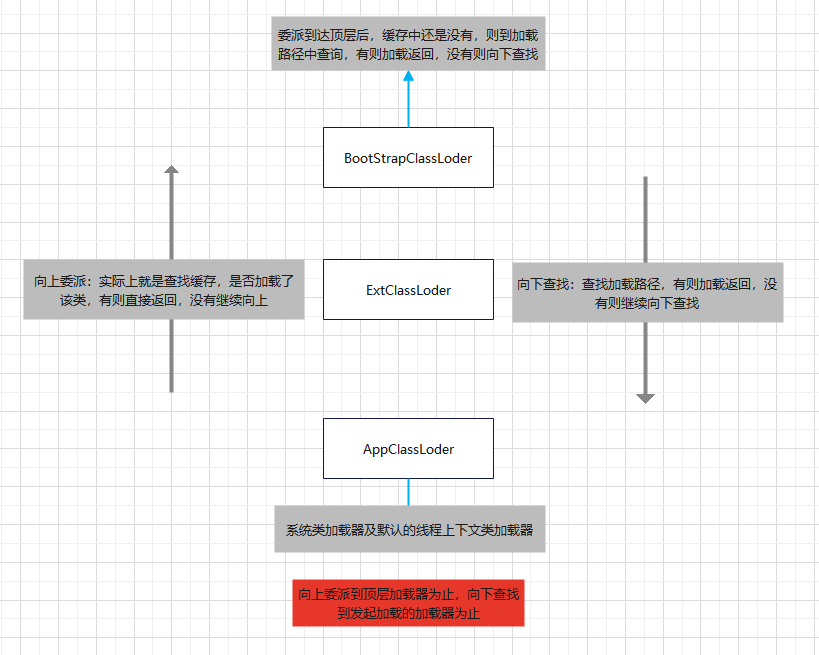 委派到达顶层后，缓存中还是没有，则到加载
路径中查询，有则加载返回，没有则向下查找
BootStrapClassLoder
向上委派：实际上就是查找缓存，是否加载了
该类，有则直接返回，没有继续向上
ExtClassLoder
向下查找：查找加载路径，有则加载返回，没
有则继续向下查找
AppClassLoder
系统类加载器及默认的线程上下文类加载器
向上委派到顶层加载器为止，向下查找
到发起加载的加载器为止